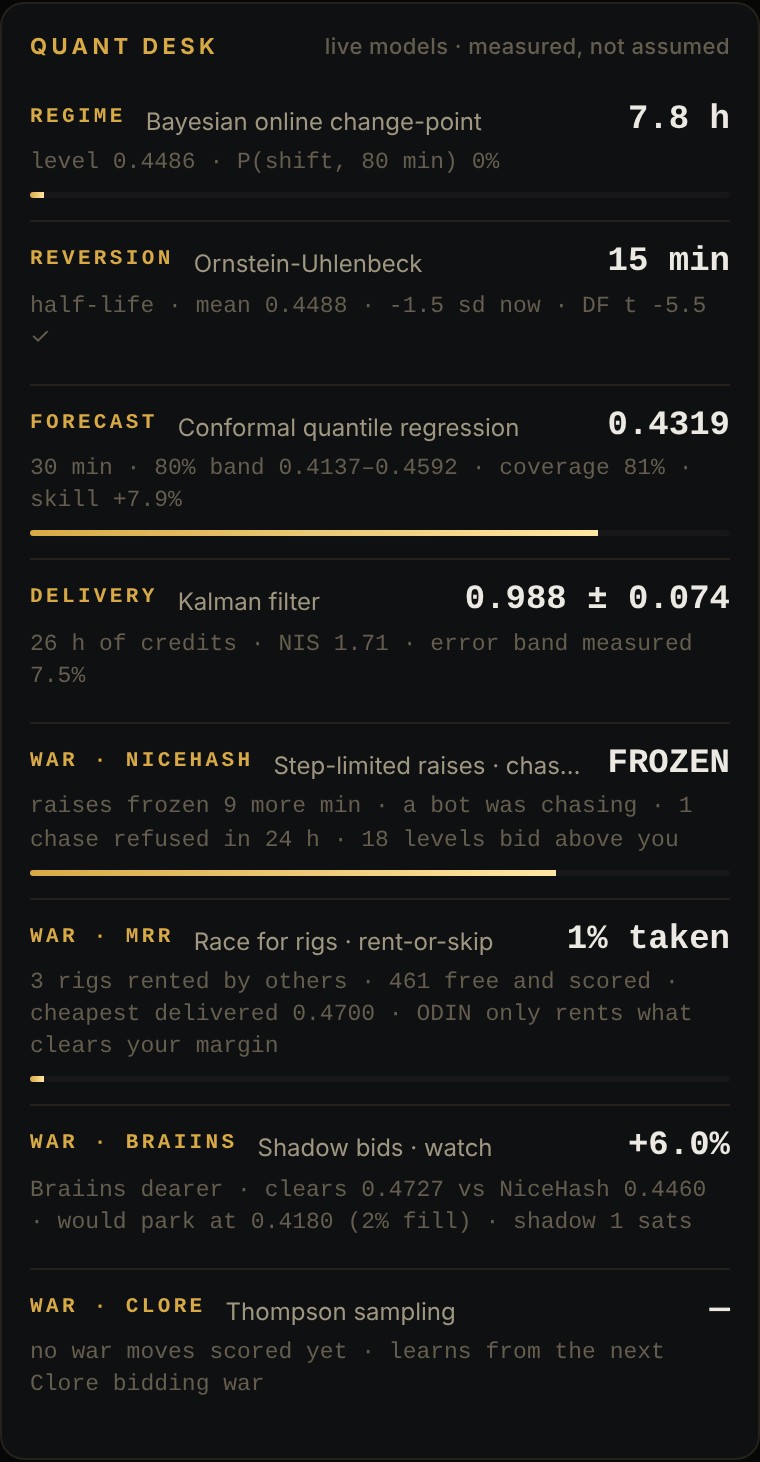 QUANT DESK live models · measured, not assumed
REGIME Bayesian online change-point 7.8 h
level 0.4486 · P(shift, 80 min) 0%
REVERSION Ornstein-Uhlenbeck 15 min
half-life · mean 0.4488 · -1.5 sd now · DF t -5.5
✓
FORECAST Conformal quantile regression 0.4319
30 min · 80% band 0.4137–0.4592 · coverage 81% ·
skill +7.9%
DELIVERY Kalman filter 0.988 ± 0.074
26 h of credits · NIS 1.71 · error band measured
7.5%
WAR · NICEHASH Step-limited raises · chas... FROZEN
raises frozen 9 more min · a bot was chasing · 1
chase refused in 24 h · 18 levels bid above you
WAR · MRR Race for rigs · rent-or-skip 1% taken
3 rigs rented by others · 461 free and scored ·
cheapest delivered 0.4700 · ODIN only rents what
clears your margin
WAR · BRAIINS Shadow bids · watch +6.0%
Braiins dearer · clears 0.4727 vs NiceHash 0.4460
· would park at 0.4180 (2% fill) · shadow 1 sats
WAR · CLORE Thompson sampling —
no war moves scored yet · learns from the next
Clore bidding war